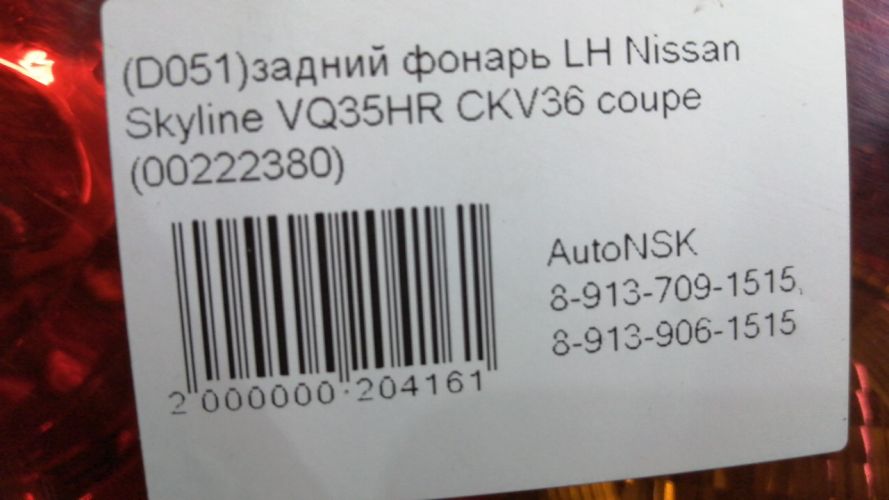 (D051)задний фонарь LH Nissan
Skyline VQ35HR CKV36 coupe
(00222380)
AutoNSK
8-913-709-1515,
8-913-906-1515
2 000000 204161